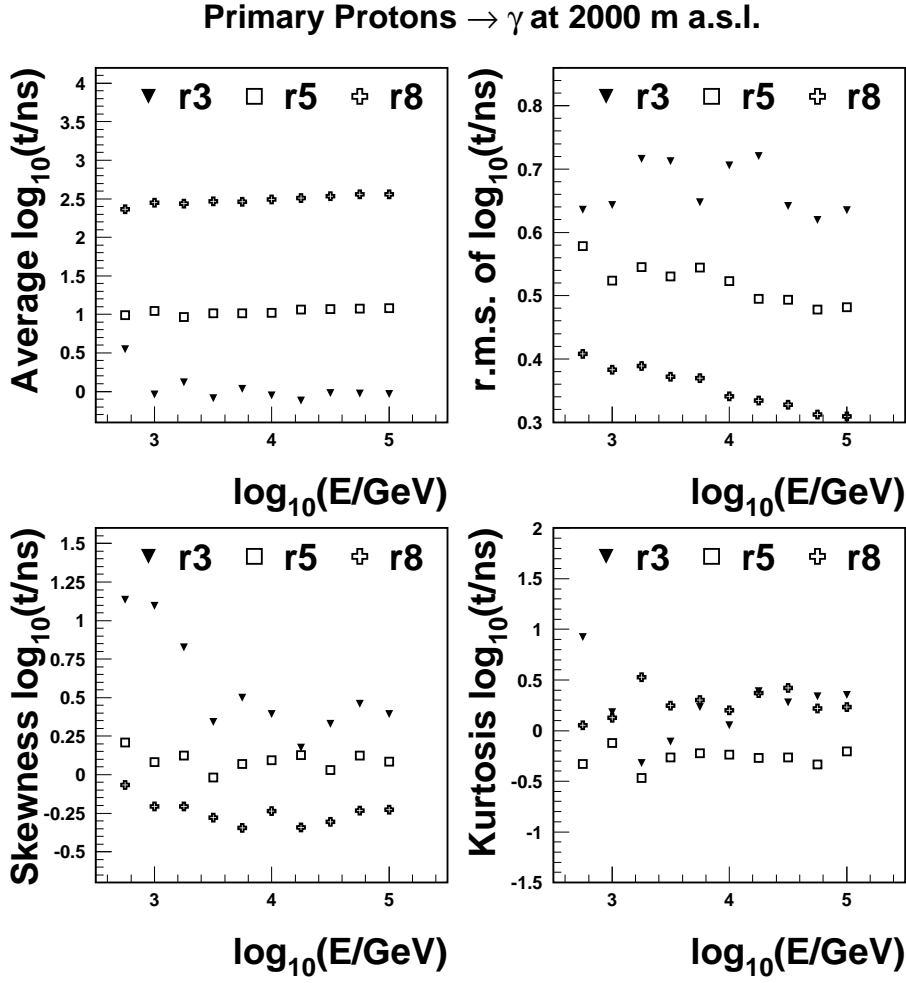 Primary Protons → γ at 2000 m a.s.l.
Average log10(t/ns)
4
3.5
3
2.5
2
1.5
1
0.5
0
r3 r5 r8
3 4 5
log10(E/GeV)
r.m.s. of log10(t/ns)
0.8
0.7
0.6
0.5
0.4
0.3
r3 r5 r8
3 4 5
log10(E/GeV)
Skewness log10(t/ns)
1.5
1.25
1
0.75
0.5
0.25
0
-0.25
-0.5
r3 r5 r8
3 4 5
log10(E/GeV)
Kurtosis log10(t/ns)
2
1.5
1
0.5
0
-0.5
-1
-1.5
r3 r5 r8
3 4 5
log10(E/GeV)